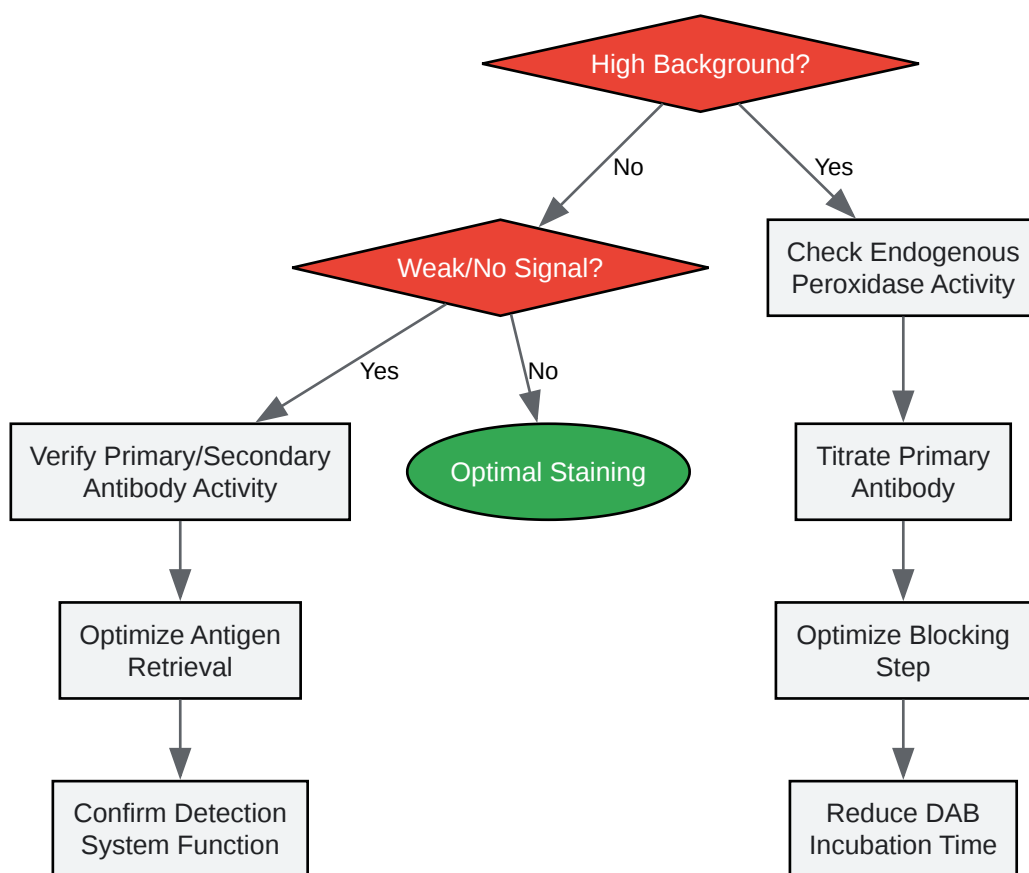 High Background?
No
Yes
Weak/No Signal?
Check Endogenous
Peroxidase Activity
Yes
No
Verify Primary/Secondary
Antibody Activity
Optimal Staining
Titrate Primary
Antibody
Optimize Antigen
Retrieval
Optimize Blocking
Step
Confirm Detection
System Function
Reduce DAB
Incubation Time